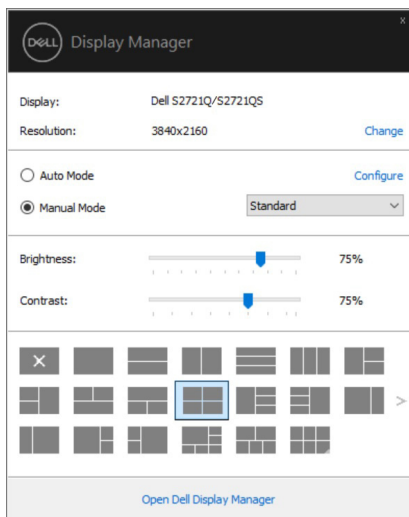 x
DELL Display Manager
Display: Dell S2721Q/S2721QS
Resolution: 3840x2160 Change
Auto Mode Configure
Manual Mode Standard
Brightness: 75%
Contrast: 75%
Open Dell Display Manager